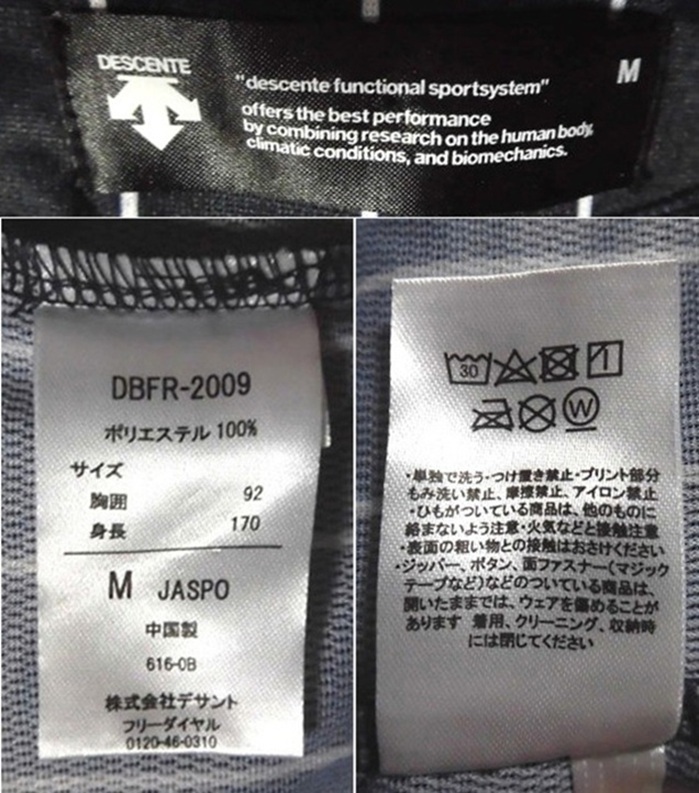 DESCENTE
"descente functional sportsystem"
M
offers the best performance
by combining research on the human body,
climatic conditions, and biomechanics.
DBFR-2009
ポリエステル 100%
サイズ
胸囲 92
身長 170
M JASPO
中国製
616-0B
株式会社デサント
フリーダイヤル
0120-46-0310
30
W
・単独で洗う・つけ置き禁止・プリント部分
もみ洗い禁止、摩擦禁止、アイロン禁止
・ひもがついている商品は、他のものに
絡まないよう注意・火気などと接触注意
・表面の粗い物との接触はおさけください
・ジッパー、ボタン、面ファスナー(マジック
テープなど)などのついている商品は、
開いたままでは、ウェアを傷めることが
あります 着用、クリーニング、収納時
には閉じてください